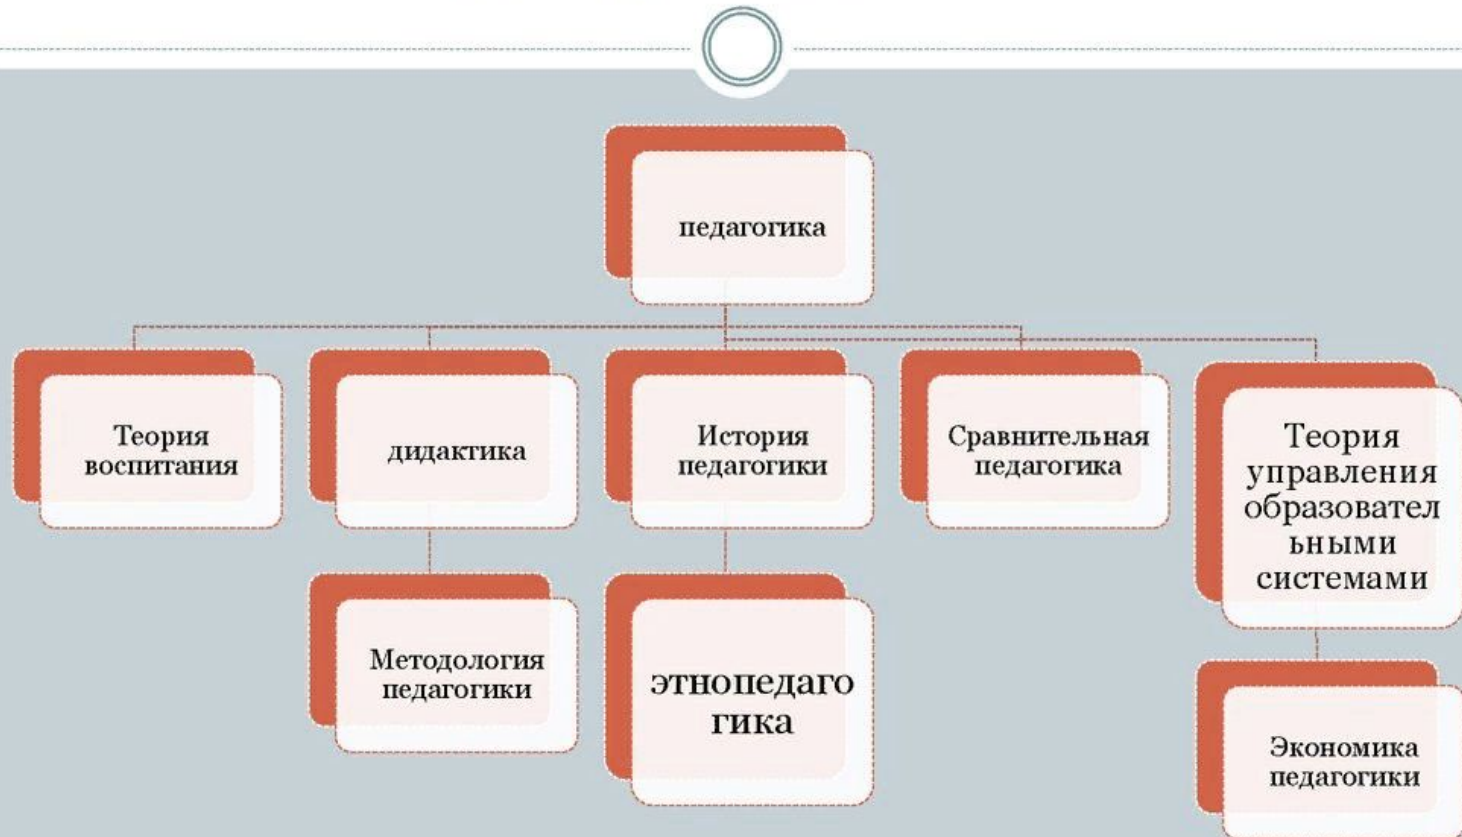 педагогика
Теория
воспитания
дидактика
История
педагогики
Сравнительная
педагогика
Теория
управления
образовател
ьными
системами
Методология
педагогики
этнопедаго
гика
Экономика
педагогики